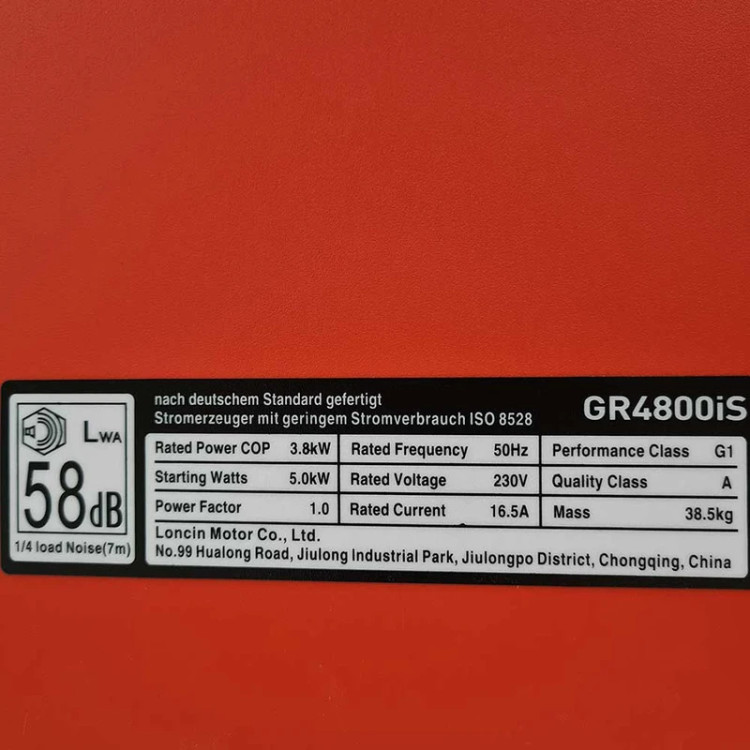 nach deutschem Standard gefertigt
Stromerzeuger mit geringem Stromverbrauch ISO 8528
GR4800iS
LWA
58dB
1/4 load Noise(7m)
Rated Power COP 3.8kW Rated Frequency 50Hz Performance Class G1
Starting Watts 5.0kW Rated Voltage 230V Quality Class A
Power Factor 1.0 Rated Current 16.5A Mass 38.5kg
Loncin Motor Co., Ltd.
No.99 Hualong Road, Jiulong Industrial Park, Jiulongpo District, Chongqing, China